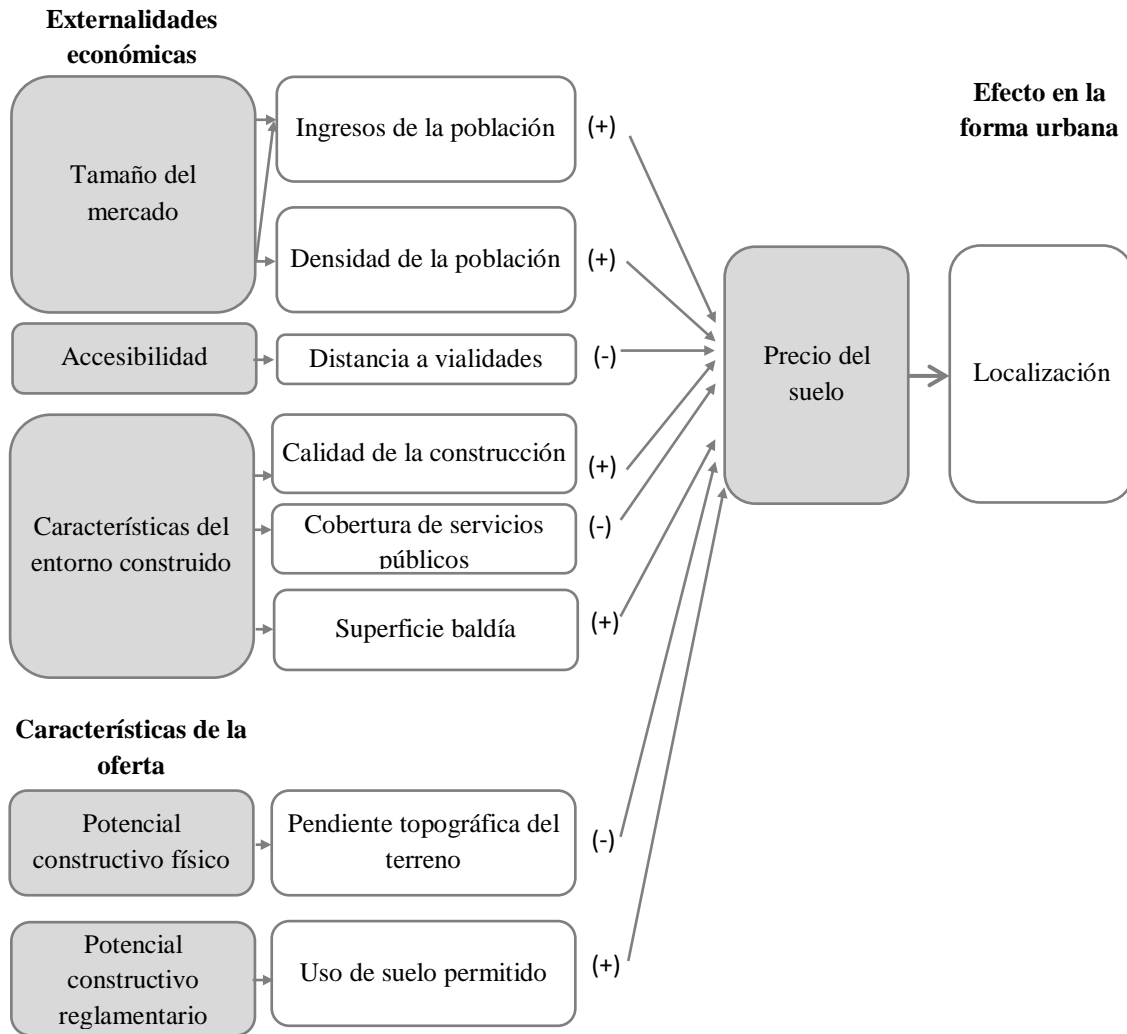 Externalidades
económicas
Efecto en la
forma urbana
Tamaño del
mercado
Ingresos de la población
(+)
Densidad de la población
(+)
Accesibilidad
Distancia a vialidades
(-)
Precio del
suelo
Localización
Característícas del
entorno construido
Calidad de la construcción
(+)
Cobertura de servicios
públicos
(-)
Superficie baldía
(+)
Característícas de la
oferta
Potencial
constructivo físico
Pendiente topográfica del
terreno
(-)
Potencial
constructivo
reglamentario
Uso de suelo permitido
(+)